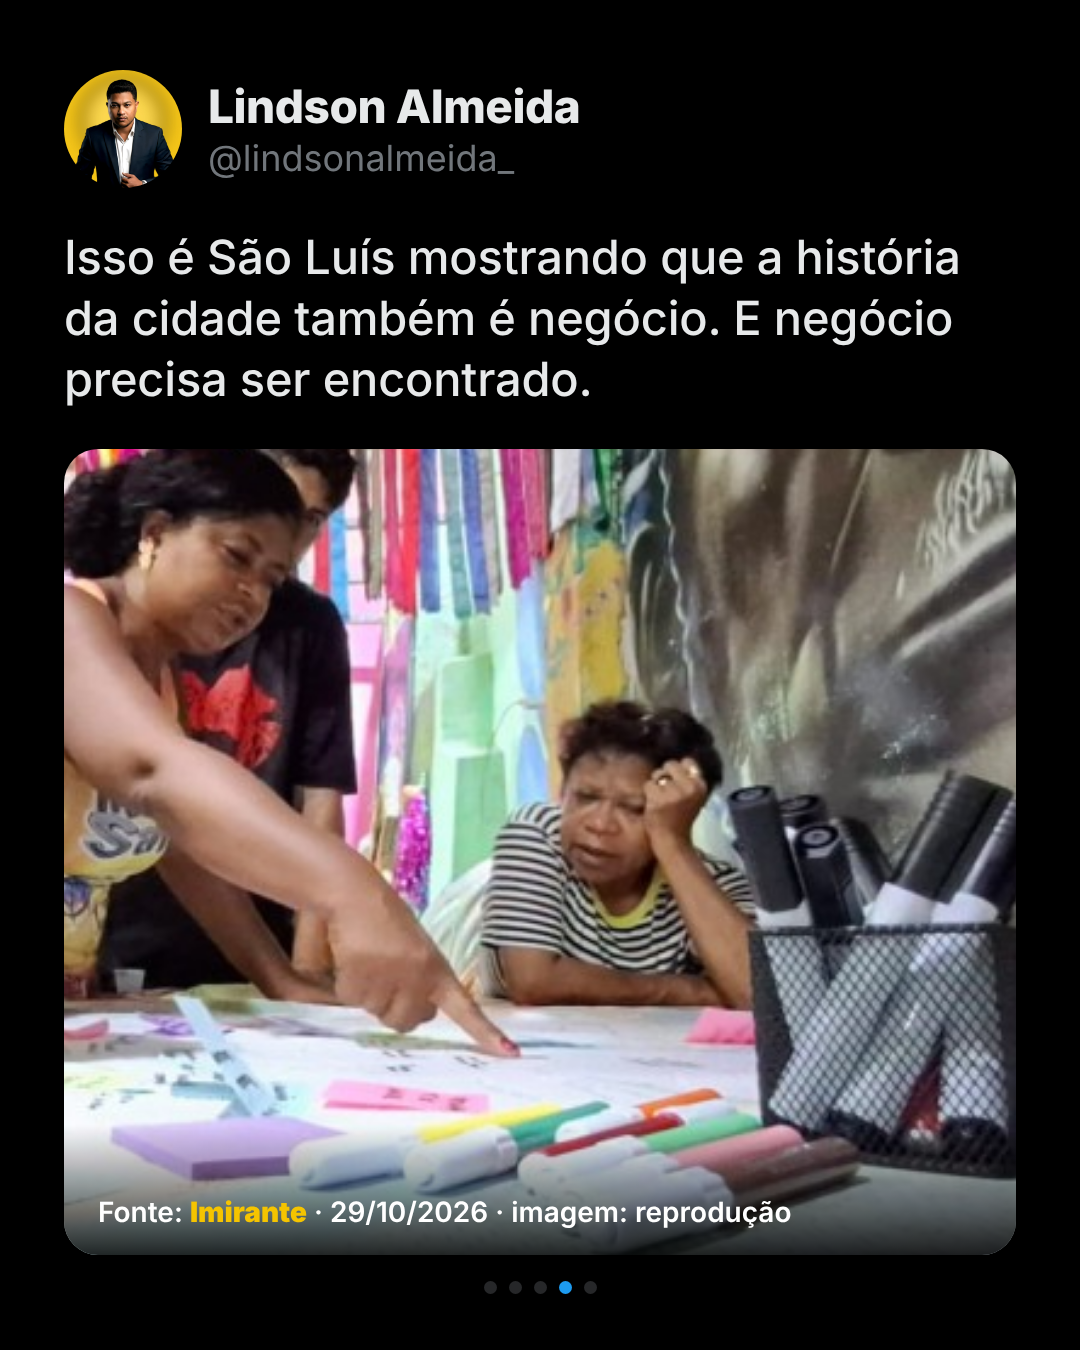 Lindson Almeida
@lindsonalmeida_
Isso é São Luís mostrando que a história
da cidade também é negócio. E negócio
precisa ser encontrado.
Fonte: Imirante · 29/10/2026 · imagem: reprodução